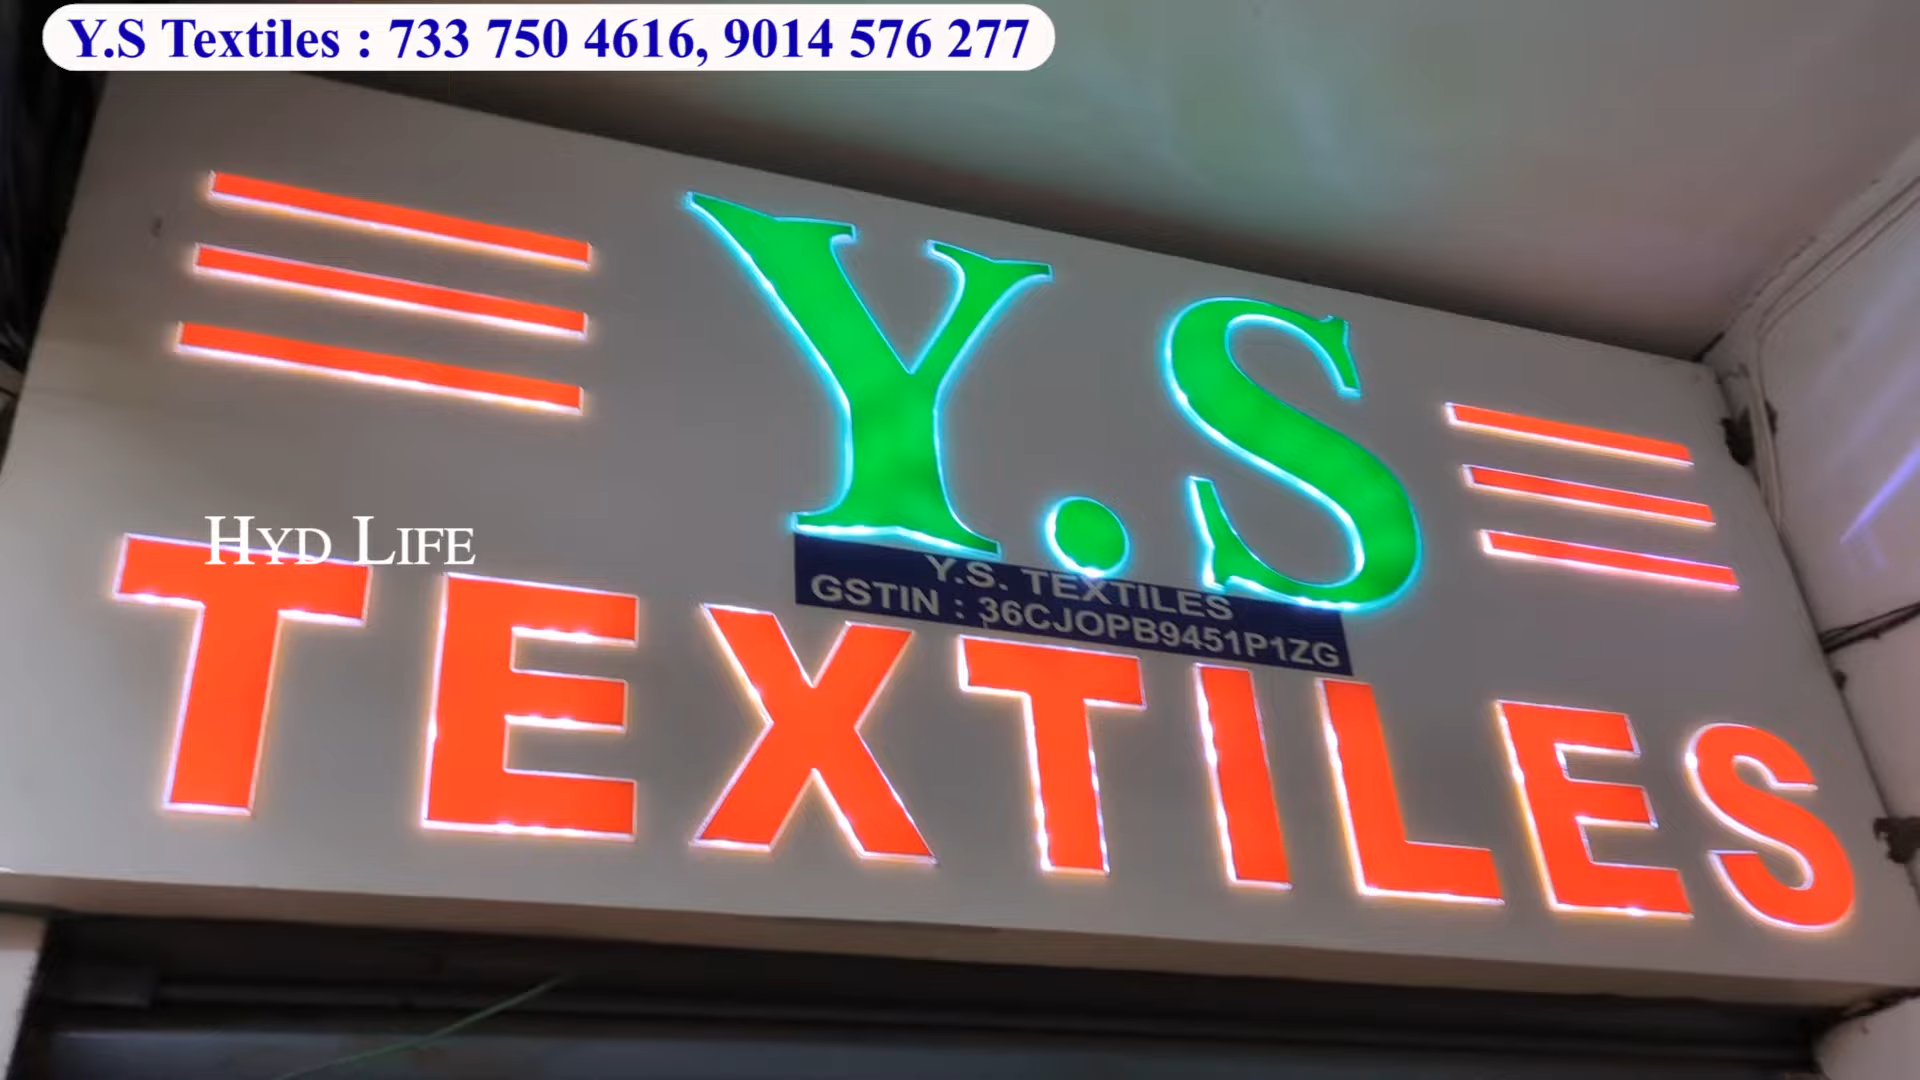 Y.S Textiles : 733 750 4616, 9014 576 277
Y.S
HYD LIFE
Y.S. TEXTILES
GSTIN : 36CJOPB9451P1ZG
TEXTILES